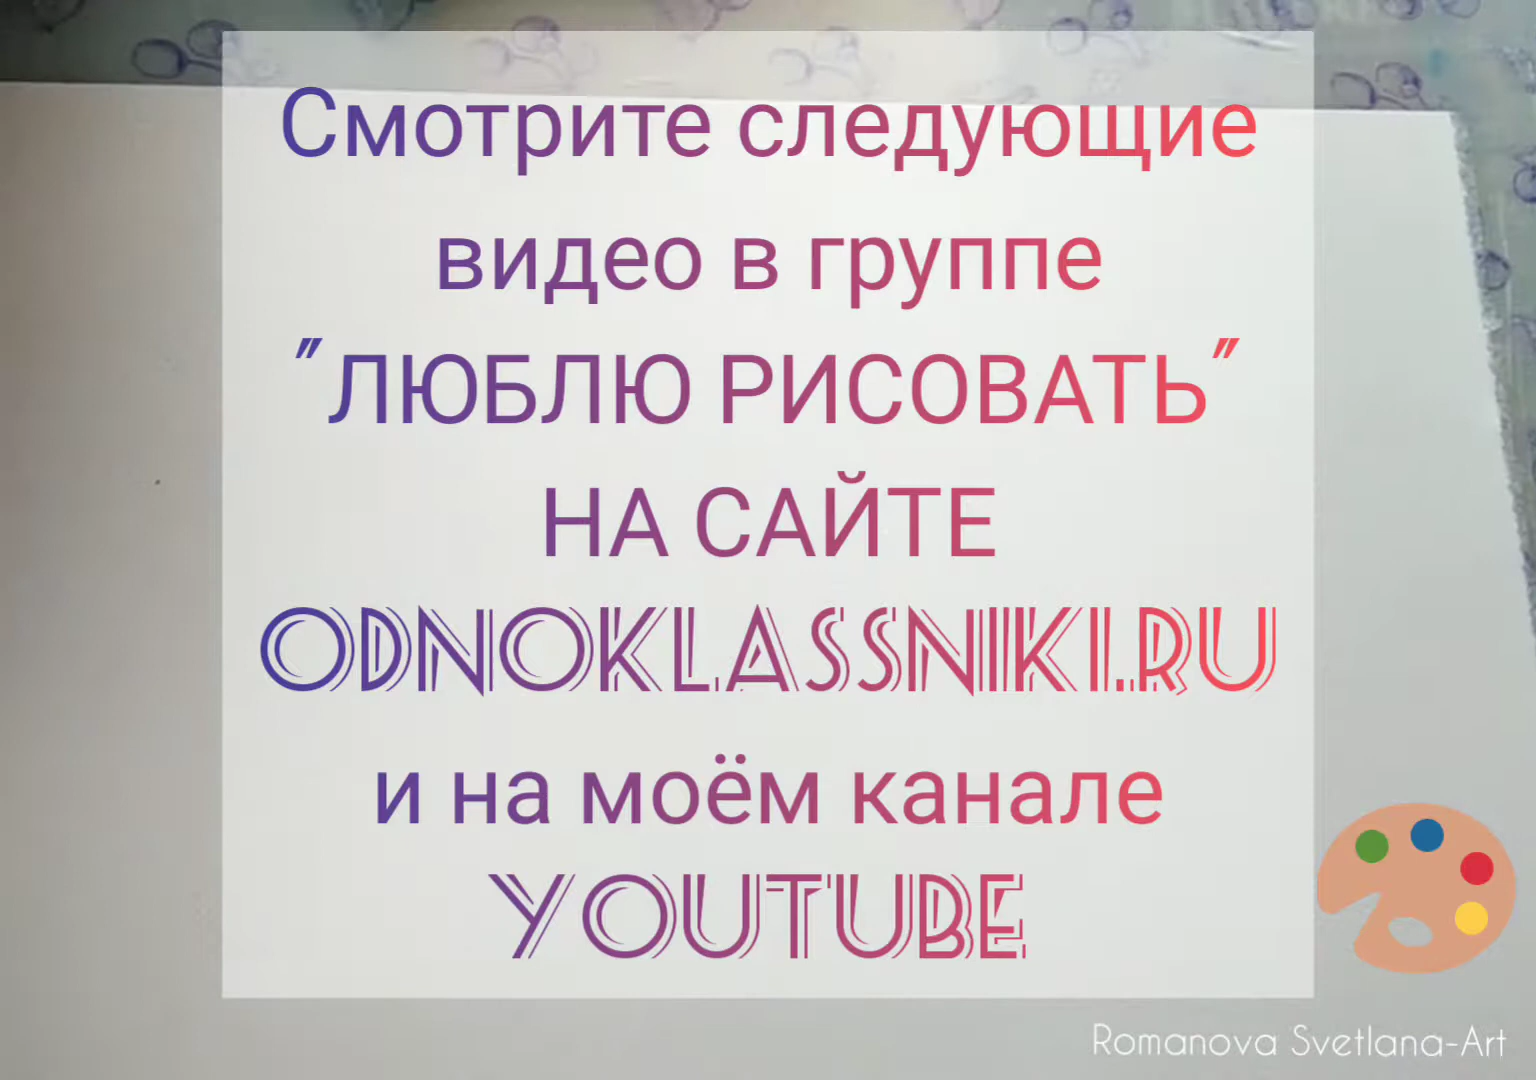 Смотрите следующие
видео в группе
"ЛЮБЛЮ РИСОВАТЬ"
НА САЙТЕ
ODNOKLASSNIKI.RU
и на моём канале
YOUTUBE
Romanova Svetlana-Art